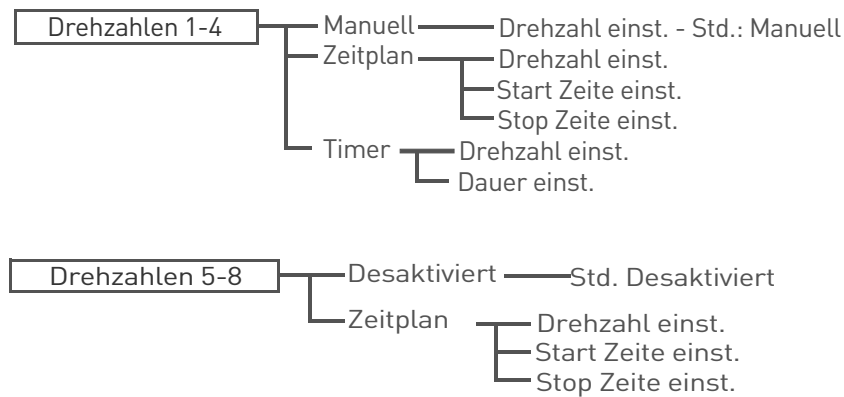 Drehzahlen 1-4
Manuell
Drehzahl einst. - Std.: Manuell
Zeitplan
Drehzahl einst.
Start Zeite einst.
Stop Zeite einst.
Timer
Drehzahl einst.
Dauer einst.
Drehzahlen 5-8
Desaktiviert
Std. Desaktiviert
Zeitplan
Drehzahl einst.
Start Zeite einst.
Stop Zeite einst.